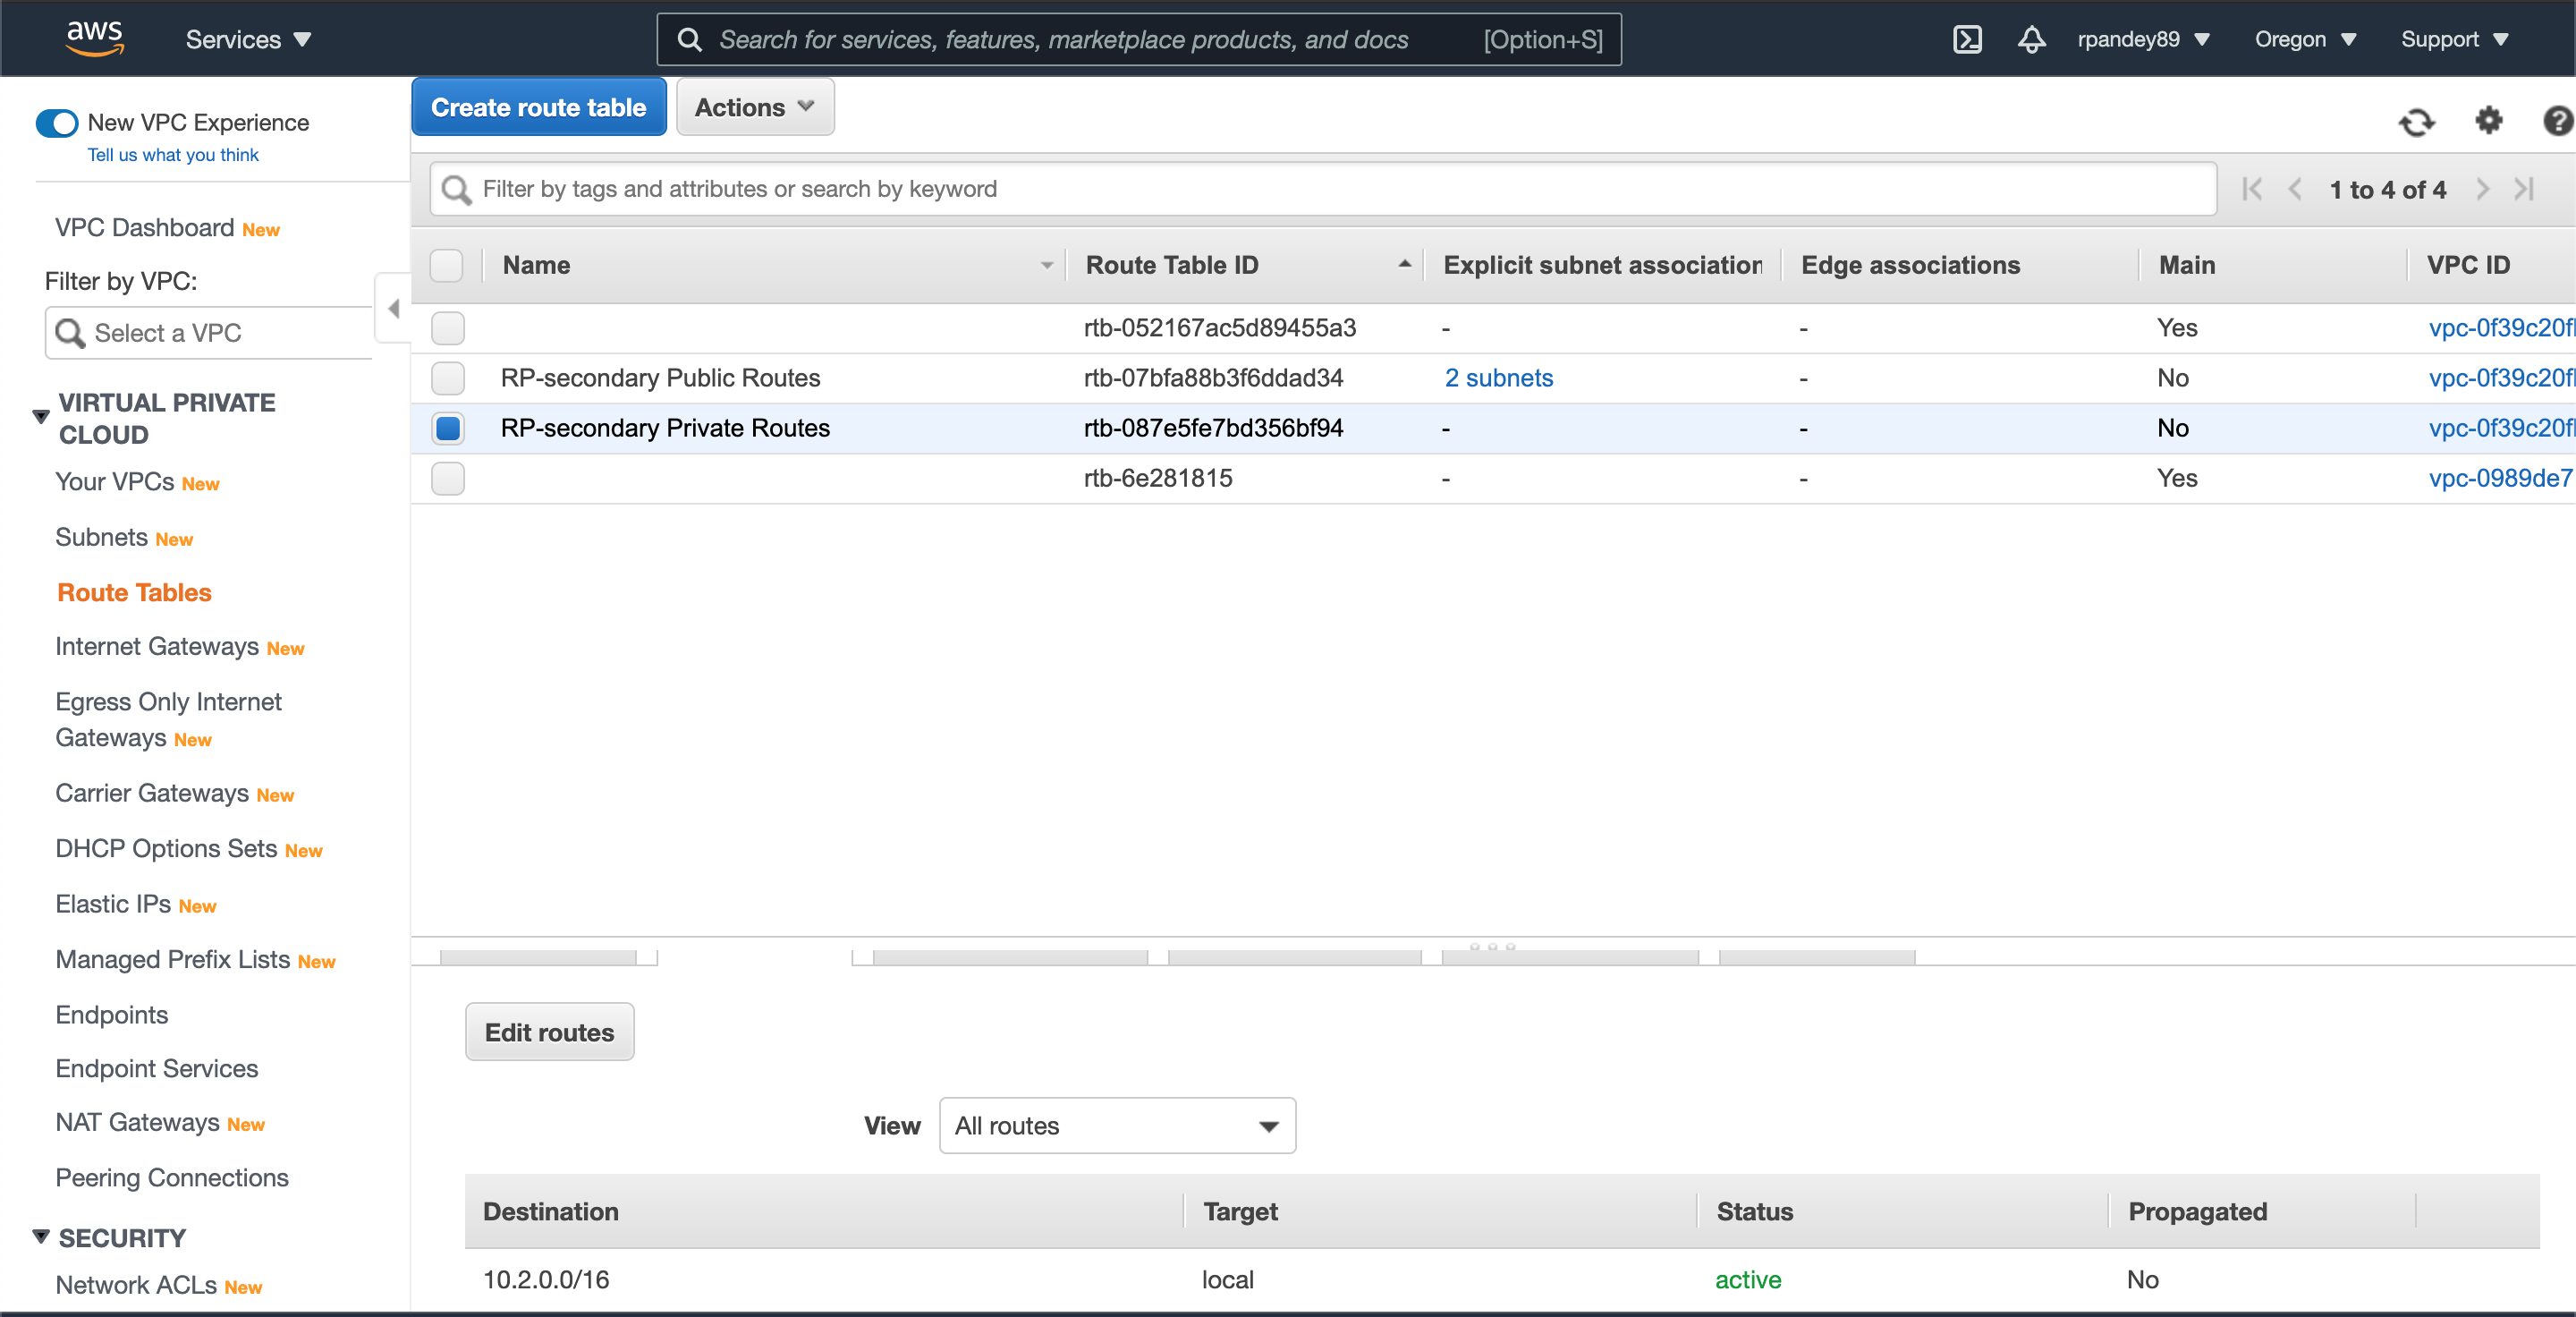 aws
Services
Search for services, features, marketplace products, and docs [Option+S]
rpandey89
Oregon
Support
New VPC Experience
Tell us what you think
Create route table
Actions
Filter by tags and attributes or search by keyword
1 to 4 of 4
VPC Dashboard New
Filter by VPC:
Select a VPC
VIRTUAL PRIVATE
CLOUD
Your VPCs New
Subnets New
Route Tables
Internet Gateways New
Egress Only Internet
Gateways New
Carrier Gateways New
DHCP Options Sets New
Elastic IPs New
Managed Prefix Lists New
Endpoints
Endpoint Services
NAT Gateways New
Peering Connections
SECURITY
Network ACLs New
Name Route Table ID Explicit subnet association Edge associations Main VPC ID
rtb-052167ac5d89455a3 - - Yes vpc-0f39c20f
RP-secondary Public Routes rtb-07bfa88b3f6ddad34 2 subnets - No vpc-0f39c20f
RP-secondary Private Routes rtb-087e5fe7bd356bf94 - - No vpc-0f39c20f
rtb-6e281815 - - Yes vpc-0989de7
Edit routes
View All routes
Destination Target Status Propagated
10.2.0.0/16 local active No